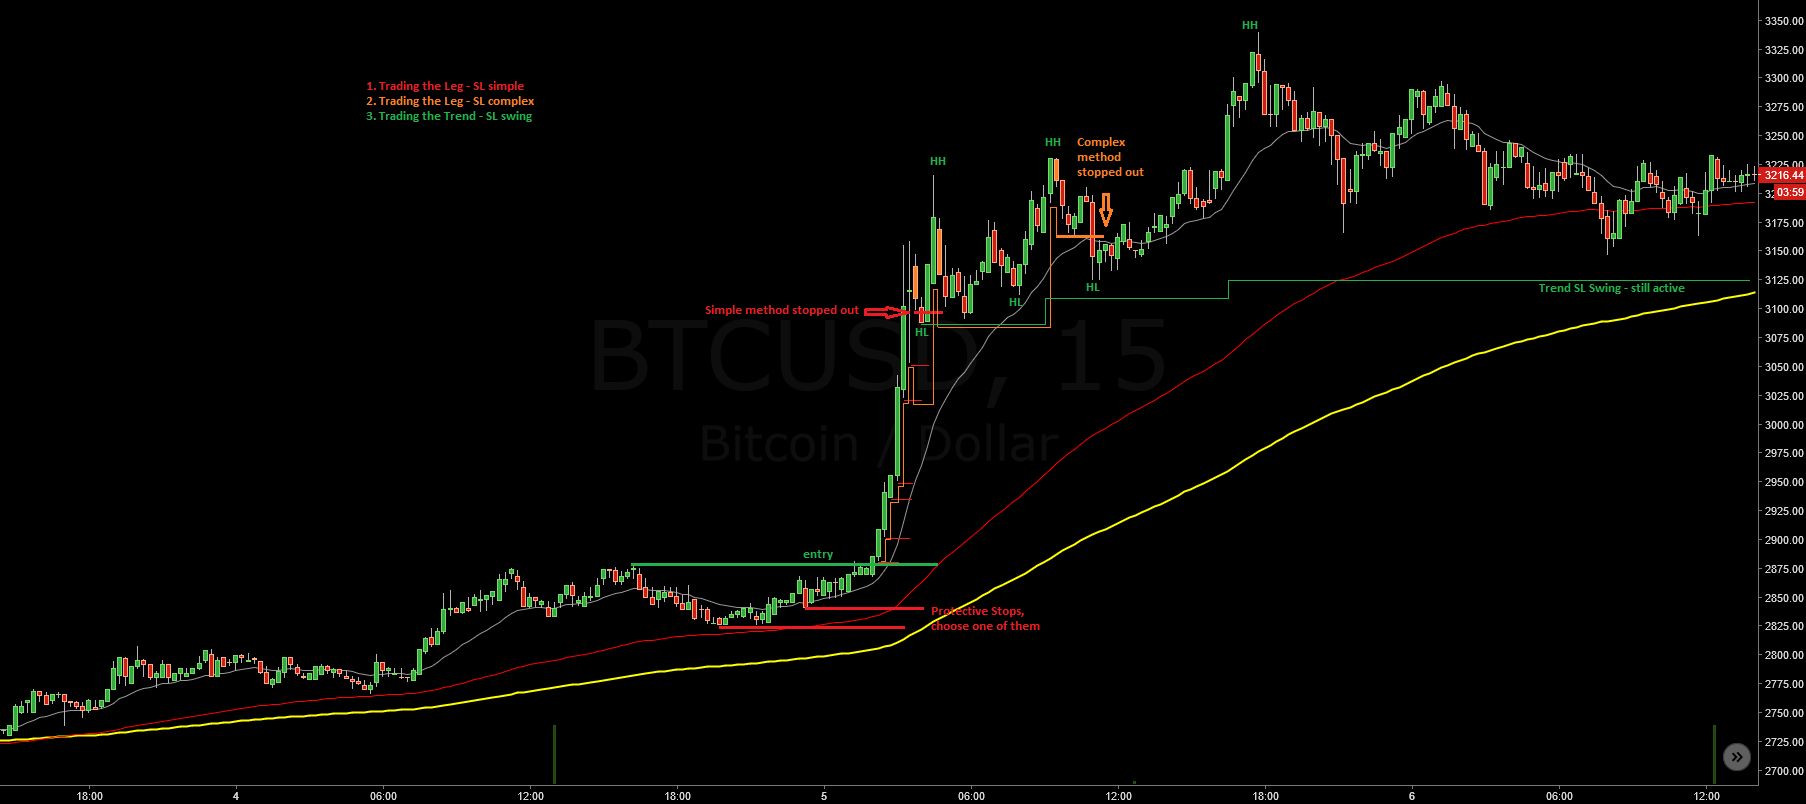 HH
3350.00
3325.00
1. Trading the Leg - SL simple
2. Trading the Leg - SL complex
3. Trading the Trend - SL swing
3300.00
3275.00
3250.00
HH
HH
Complex
method
stopped out
3225.00
3216.44
03:59
3175.00
3150.00
HL
HL
3125.00
Trend SL Swing - still active
Simple method stopped out
3100.00
HL
3075.00
BTCUSD, 15
3050.00
3025.00
3000.00
Bitcoin / Dollar
2975.00
2950.00
2925.00
2900.00
entry
2875.00
2850.00
Protective Stops,
choose one of them
2825.00
2800.00
2775.00
2750.00
2725.00
2700.00
18:00 4 06:00 12:00 18:00 5 06:00 12:00 18:00 6 06:00 12:00